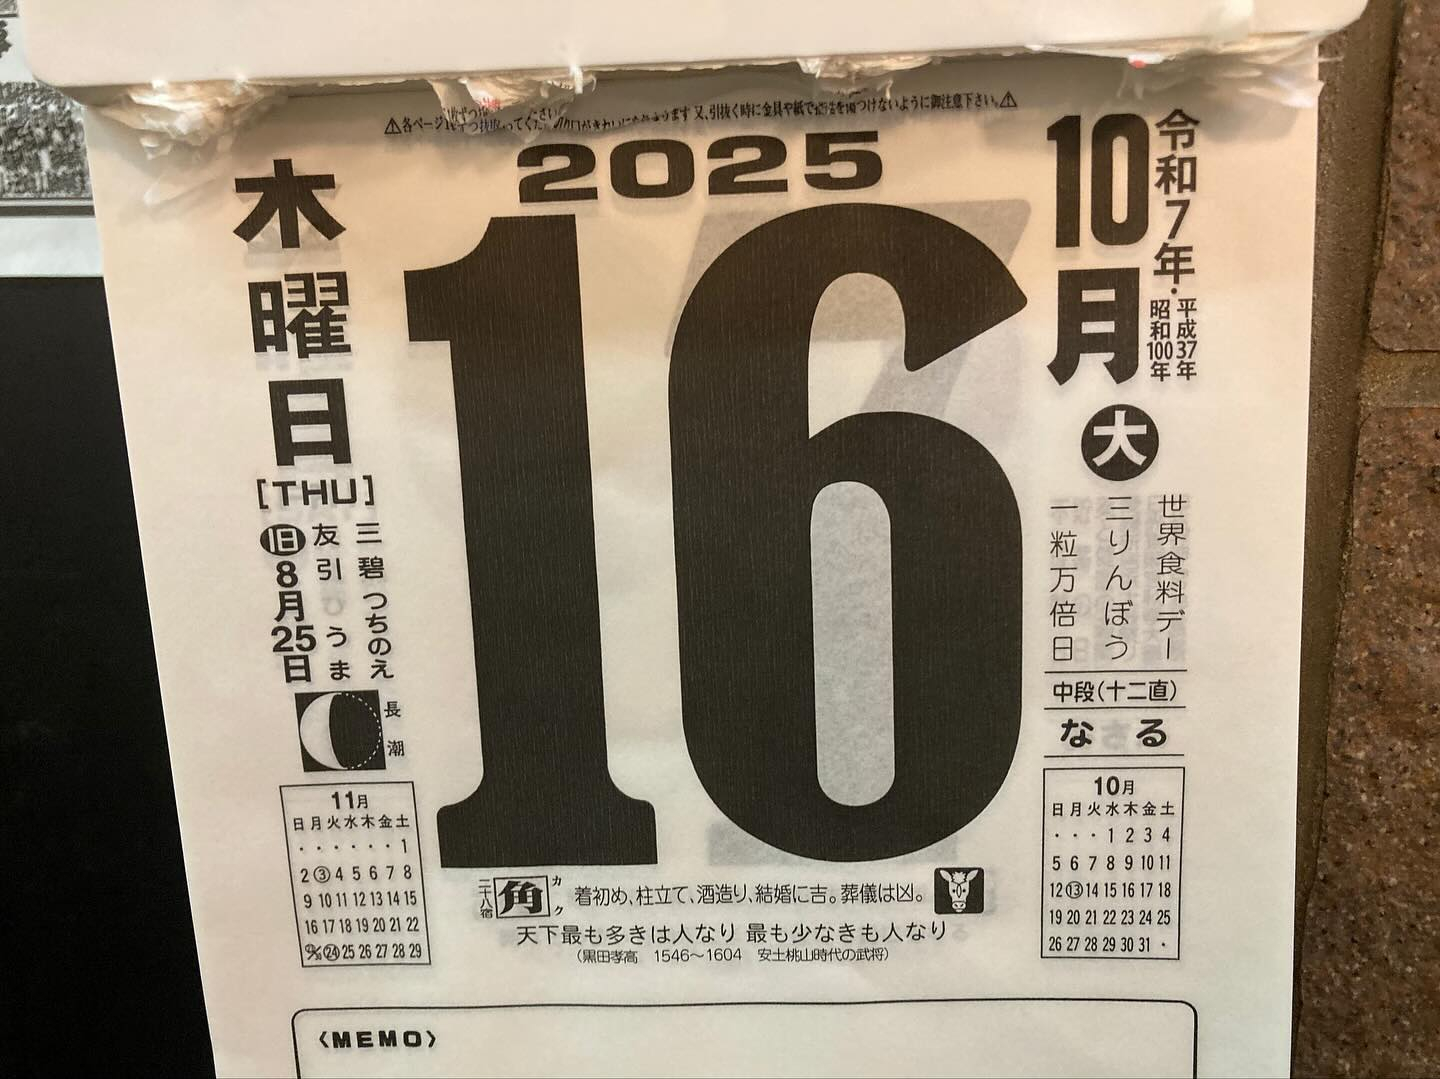 2025
16
10月
大
令和7年・平成37年
昭和100年
木曜日
[THU]
三碧 つちのえ
友引 うま
旧8月25日
長潮
世界食料デー
三りんぼう
一粒万倍日
中段(十二直)
なる
11月
日月火水木金土
・・・・・・1
2 3 4 5 6 7 8
9 10 11 12 13 14 15
16 17 18 19 20 21 22
23/30 24 25 26 27 28 29
10月
日月火水木金土
・・・1 2 3 4
5 6 7 8 9 10 11
12 13 14 15 16 17 18
19 20 21 22 23 24 25
26 27 28 29 30 31 ・
二十八宿 角 カク 着初め、柱立て、酒造り、結婚に吉。葬儀は凶。
天下最も多きは人なり 最も少なきも人なり
(黒田孝高 1546〜1604 安土桃山時代の武将)
〈MEMO〉